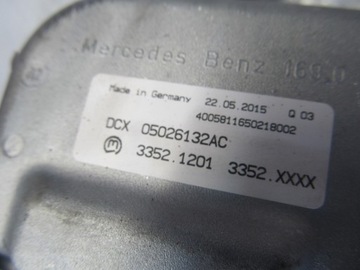 Mercedes Benz
Made in Germany 22.05.2015 Q 03
4005811650218002
DCX 05026132AC
3352.1201 3352.XXXX